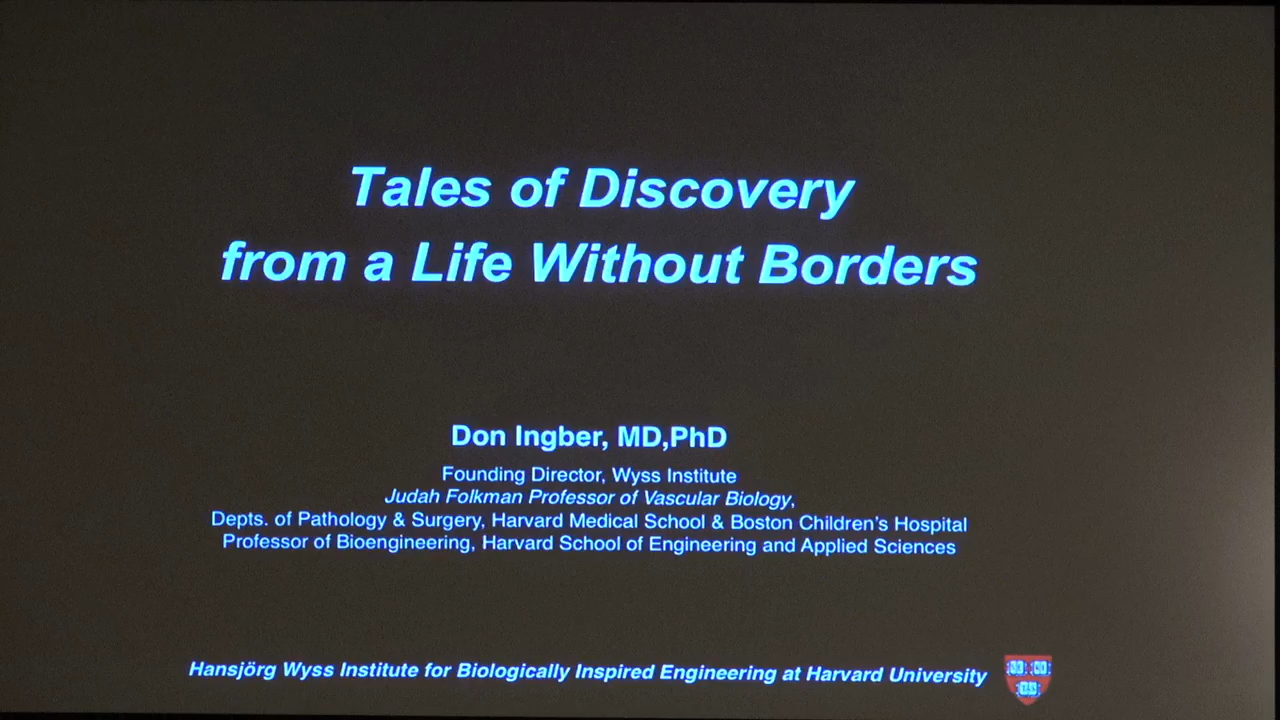 Tales of Discovery
from a Life Without Borders
Don Ingber, MD,PhD
Founding Director, Wyss Institute
Judah Folkman Professor of Vascular Biology,
Depts. of Pathology & Surgery, Harvard Medical School & Boston Children's Hospital
Professor of Bioengineering, Harvard School of Engineering and Applied Sciences
Hansjörg Wyss Institute for Biologically Inspired Engineering at Harvard University